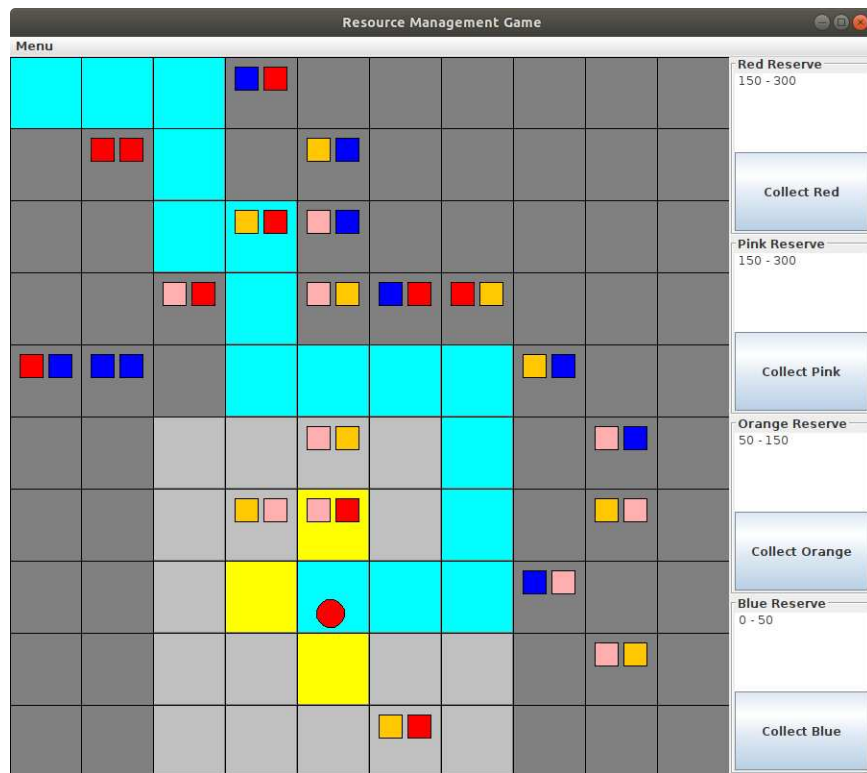 Resource Management Game
Menu
Red Reserve
150 - 300
Collect Red
Pink Reserve
150 - 300
Collect Pink
Orange Reserve
50 - 150
Collect Orange
Blue Reserve
0 - 50
Collect Blue